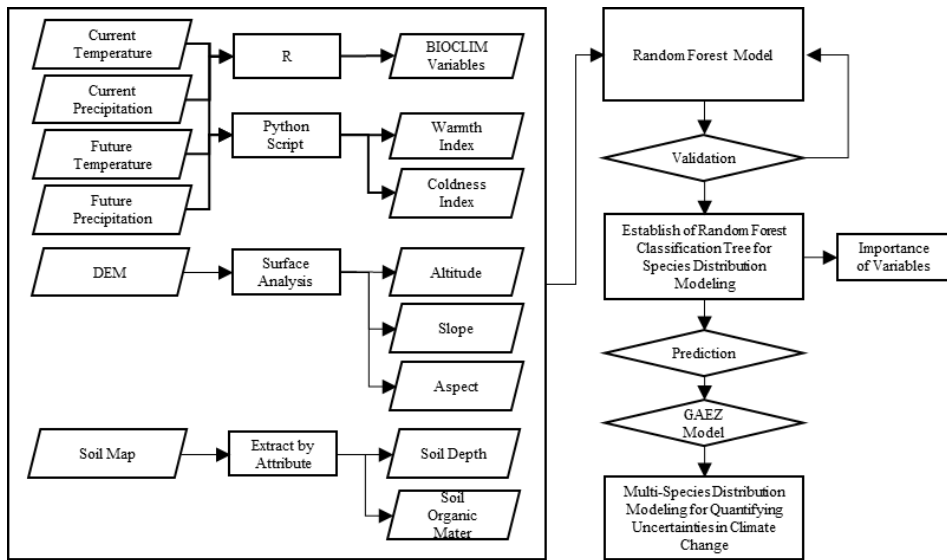 Current
Temperature
Current
Precipitation
Future
Temperature
Future
Precipitation
R
Python
Script
BIOCLIM
Variables
Warmth
Index
Coldness
Index
DEM
Surface
Analysis
Altitude
Slope
Aspect
Soil Map
Extract by
Attribute
Soil Depth
Soil
Organic
Mater
Random Forest Model
Validation
Establish of Random Forest
Classification Tree for
Species Distribution
Modeling
Importance
of Variables
Prediction
GAEZ
Model
Multi-Species Distribution
Modeling for Quantifying
Uncertainties in Climate
Change